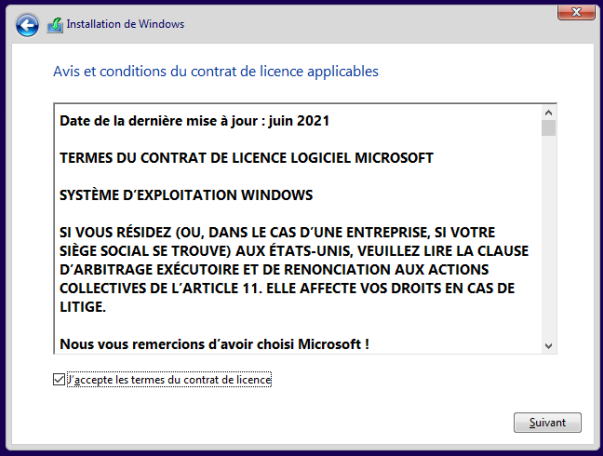 Installation de Windows
Avis et conditions du contrat de licence applicables
Date de la dernière mise à jour : juin 2021
TERMES DU CONTRAT DE LICENCE LOGICIEL MICROSOFT
SYSTÈME D’EXPLOITATION WINDOWS
SI VOUS RÉSIDEZ (OU, DANS LE CAS D’UNE ENTREPRISE, SI VOTRE
SIÈGE SOCIAL SE TROUVE) AUX ÉTATS-UNIS, VEUILLEZ LIRE LA CLAUSE
D’ARBITRAGE EXÉCUTOIRE ET DE RENONCIATION AUX ACTIONS
COLLECTIVES DE L’ARTICLE 11. ELLE AFFECTE VOS DROITS EN CAS DE
LITIGE.
Nous vous remercions d’avoir choisi Microsoft !
J'accepte les termes du contrat de licence
Suivant